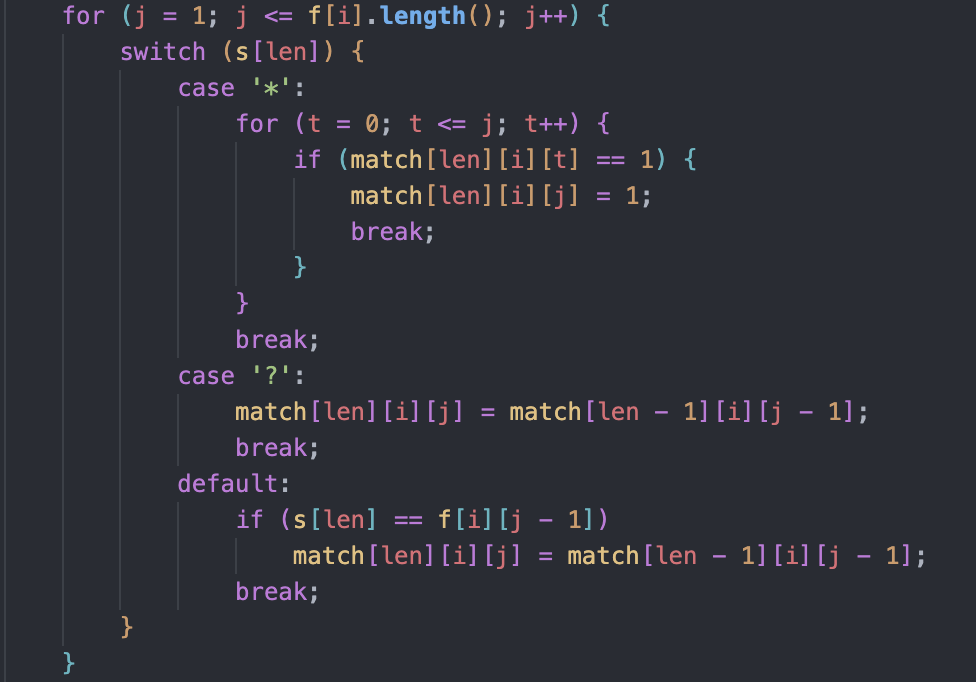 for (j = 1; j <= f[i].length(); j++) {
    switch (s[len]) {
        case '*':
            for (t = 0; t <= j; t++) {
                if (match[len][i][t] == 1) {
                    match[len][i][j] = 1;
                    break;
                }
            }
            break;
        case '?':
            match[len][i][j] = match[len - 1][i][j - 1];
            break;
        default:
            if (s[len] == f[i][j - 1])
                match[len][i][j] = match[len - 1][i][j - 1];
            break;
    }
}